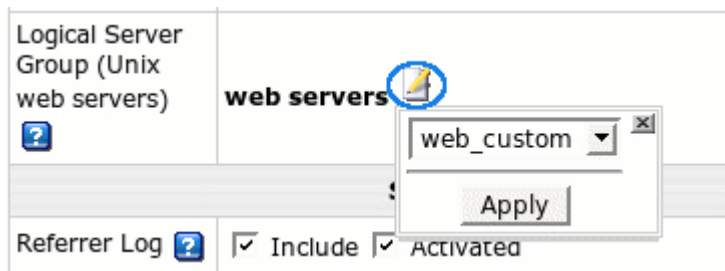 Logical Server
Group (Unix
web servers)
web servers
web_custom
Apply
Referrer Log
Include
Activated